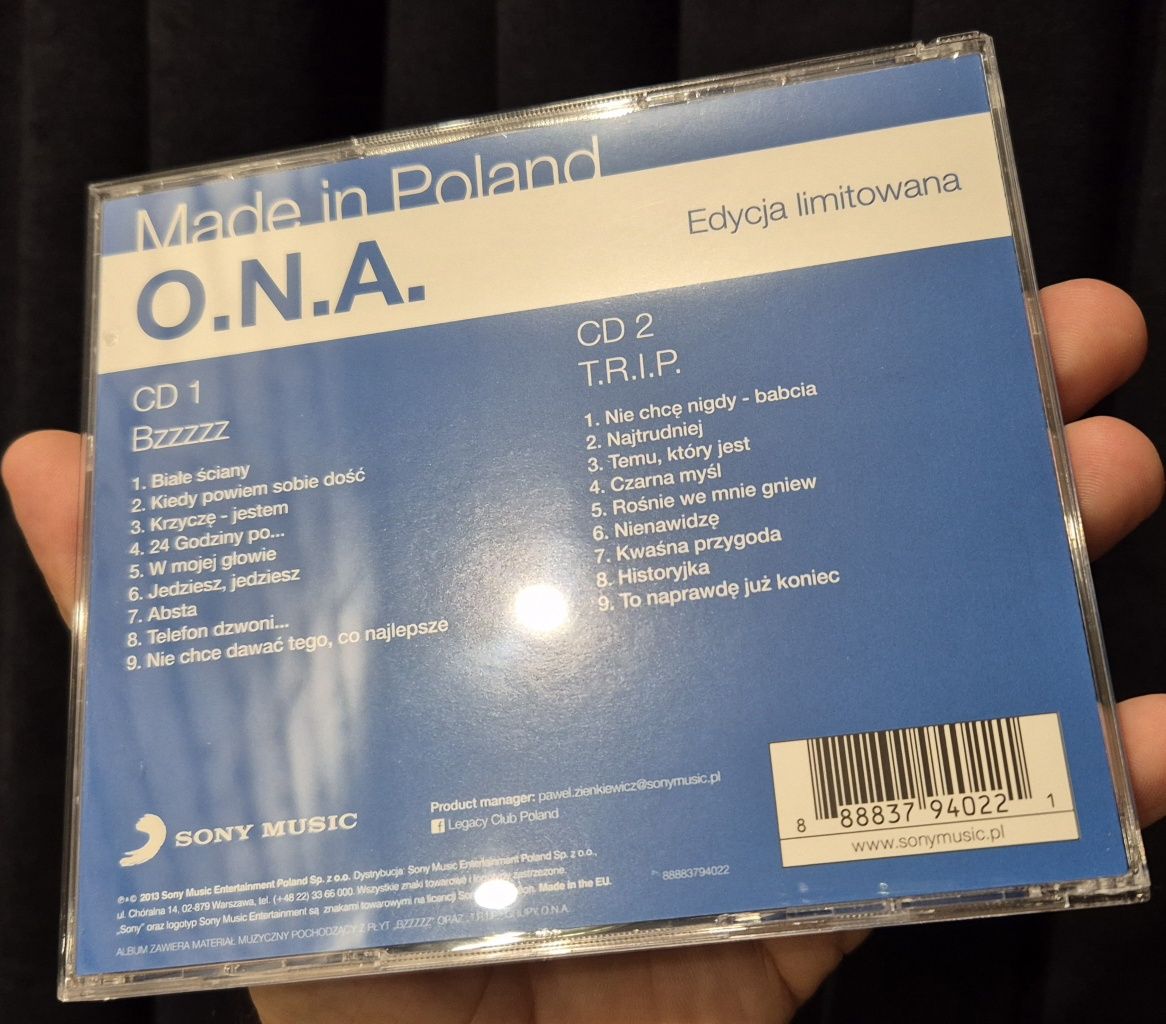 Made in Poland
O.N.A.
Edycja limitowana
CD 1
Bzzzzz
1. Białe ściany
2. Kiedy powiem sobie dość
3. Krzyczę - jestem
4. 24 Godziny po...
5. W mojej głowie
6. Jedziesz, jedziesz
7. Absta
8. Telefon dzwoni...
9. Nie chce dawać tego, co najlepsze
CD 2
T.R.I.P.
1. Nie chcę nigdy - babcia
2. Najtrudniej
3. Temu, który jest
4. Czarna myśl
5. Rośnie we mnie gniew
6. Nienawidzę
7. Kwaśna przygoda
8. Historyjka
9. To naprawdę już koniec
SONY MUSIC
Product manager: pawel.zienkiewicz@sonymusic.pl
f Legacy Club Poland
8 88837 94022 1
www.sonymusic.pl
℗ © 2013 Sony Music Entertainment Poland Sp. z o.o. Dystrybucja: Sony Music Entertainment Poland Sp. z o.o.,
ul. Chóralna 14, 02-879 Warszawa, tel. (+48 22) 33 66 000. Wszystkie znaki towarowe i zastrzeżone.
„Sony" oraz logotyp Sony Music Entertainment są znakami towarowymi na licencji Made in the EU.
88883794022
ALBUM ZAWIERA MATERIAŁ MUZYCZNY POCHODZĄCY Z PŁYT „BZZZZZ" ORAZ „T.R.I.P." GRUPY O.N.A.